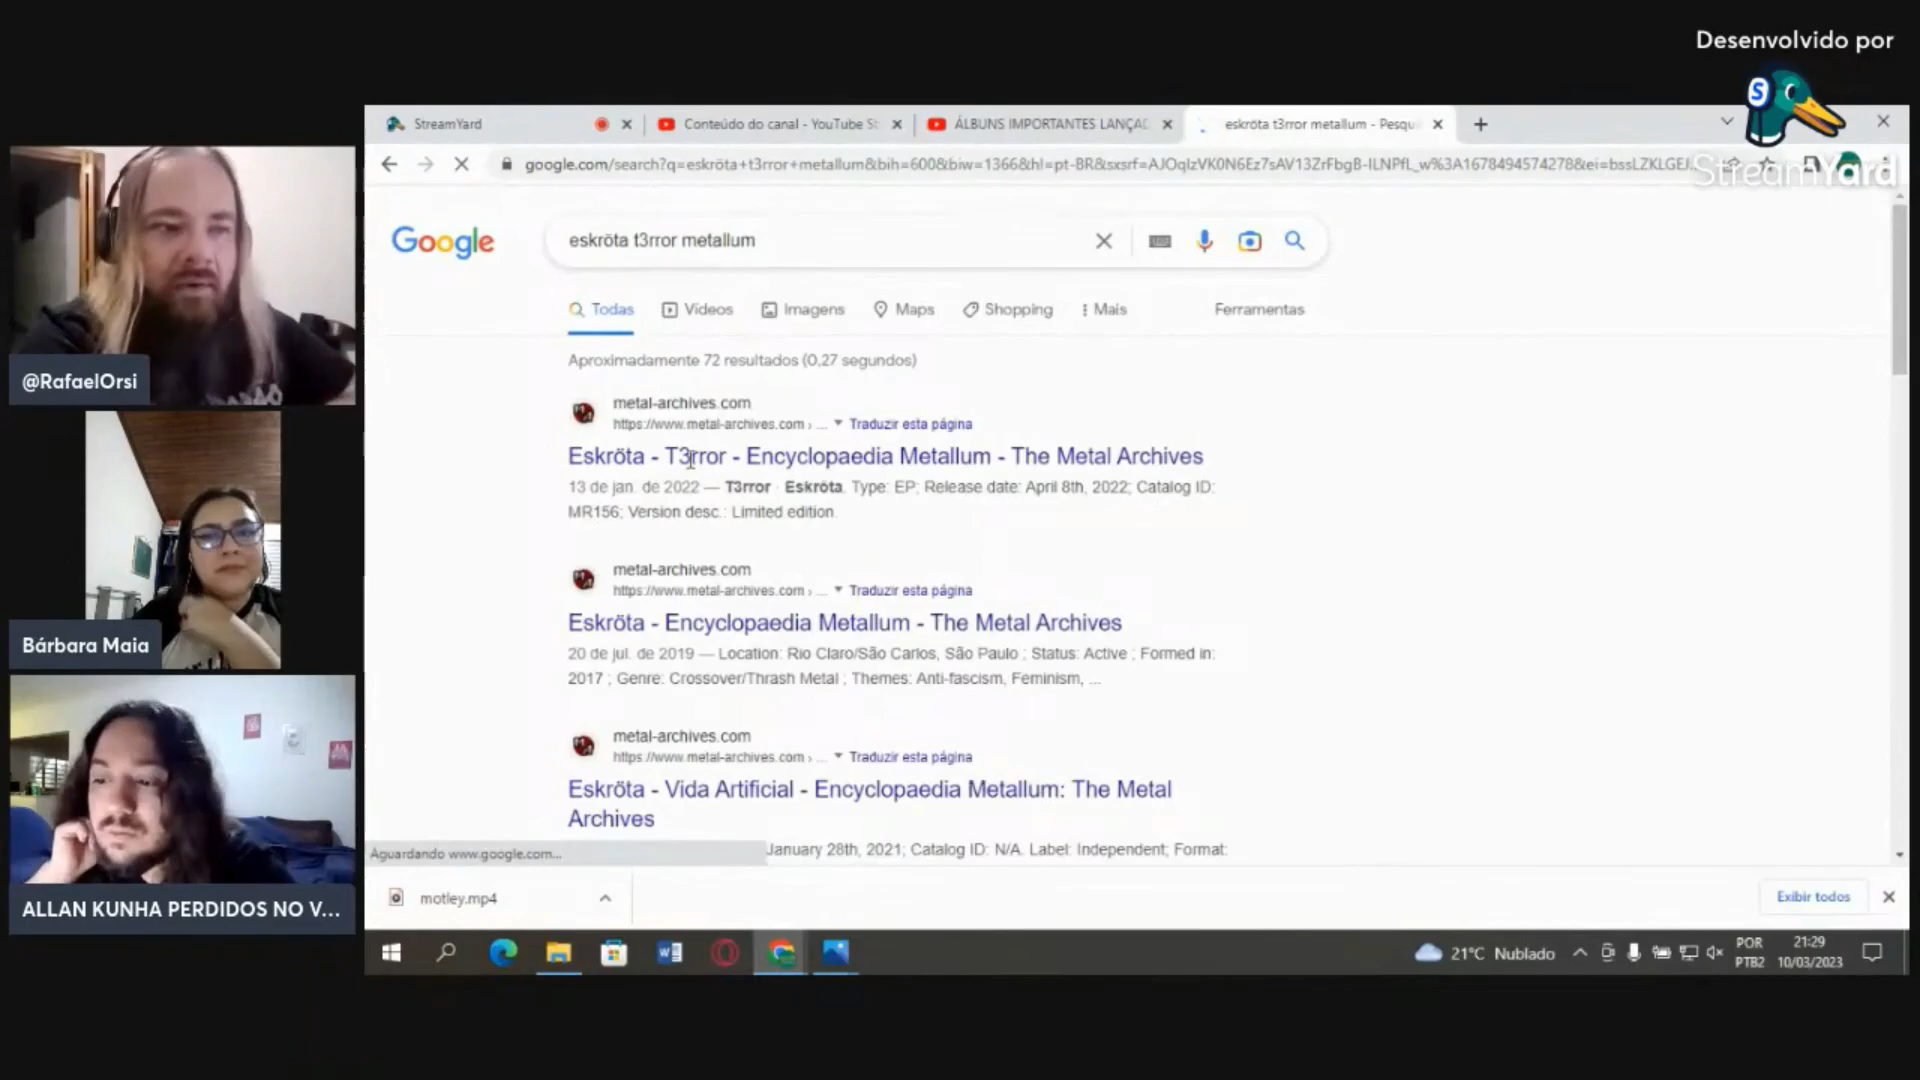 Desenvolvido por
StreamYard
StreamYard
Conteúdo do canal - YouTube St
ÁLBUNS IMPORTANTES LANÇAD
eskröta t3rror metallum - Pesqu
google.com/search?q=eskröta+t3rror+metallum&bih=600&biw=1366&hl=pt-BR&sxsrf=
Google
eskröta t3rror metallum
Todas
Vídeos
Imagens
Maps
Shopping
Mais
Ferramentas
Aproximadamente 72 resultados (0,27 segundos)
metal-archives.com
https://www.metal-archives.com › ... Traduzir esta página
Eskröta - T3rror - Encyclopaedia Metallum - The Metal Archives
13 de jan. de 2022 — T3rror · Eskröta. Type: EP; Release date: April 8th, 2022; Catalog ID:
MR156; Version desc.: Limited edition.
metal-archives.com
https://www.metal-archives.com › ... Traduzir esta página
Eskröta - Encyclopaedia Metallum - The Metal Archives
20 de jul. de 2019 — Location: Rio Claro/São Carlos, São Paulo ; Status: Active ; Formed in:
2017 ; Genre: Crossover/Thrash Metal ; Themes: Anti-fascism, Feminism, ...
metal-archives.com
https://www.metal-archives.com › ... Traduzir esta página
Eskröta - Vida Artificial - Encyclopaedia Metallum: The Metal
Archives
January 28th, 2021; Catalog ID: N/A. Label: Independent; Format:
Aguardando www.google.com...
motley.mp4
Exibir todos
21°C Nublado
POR
PTB2
21:29
10/03/2023
@RafaelOrsi
Bárbara Maia
ALLAN KUNHA PERDIDOS NO V...